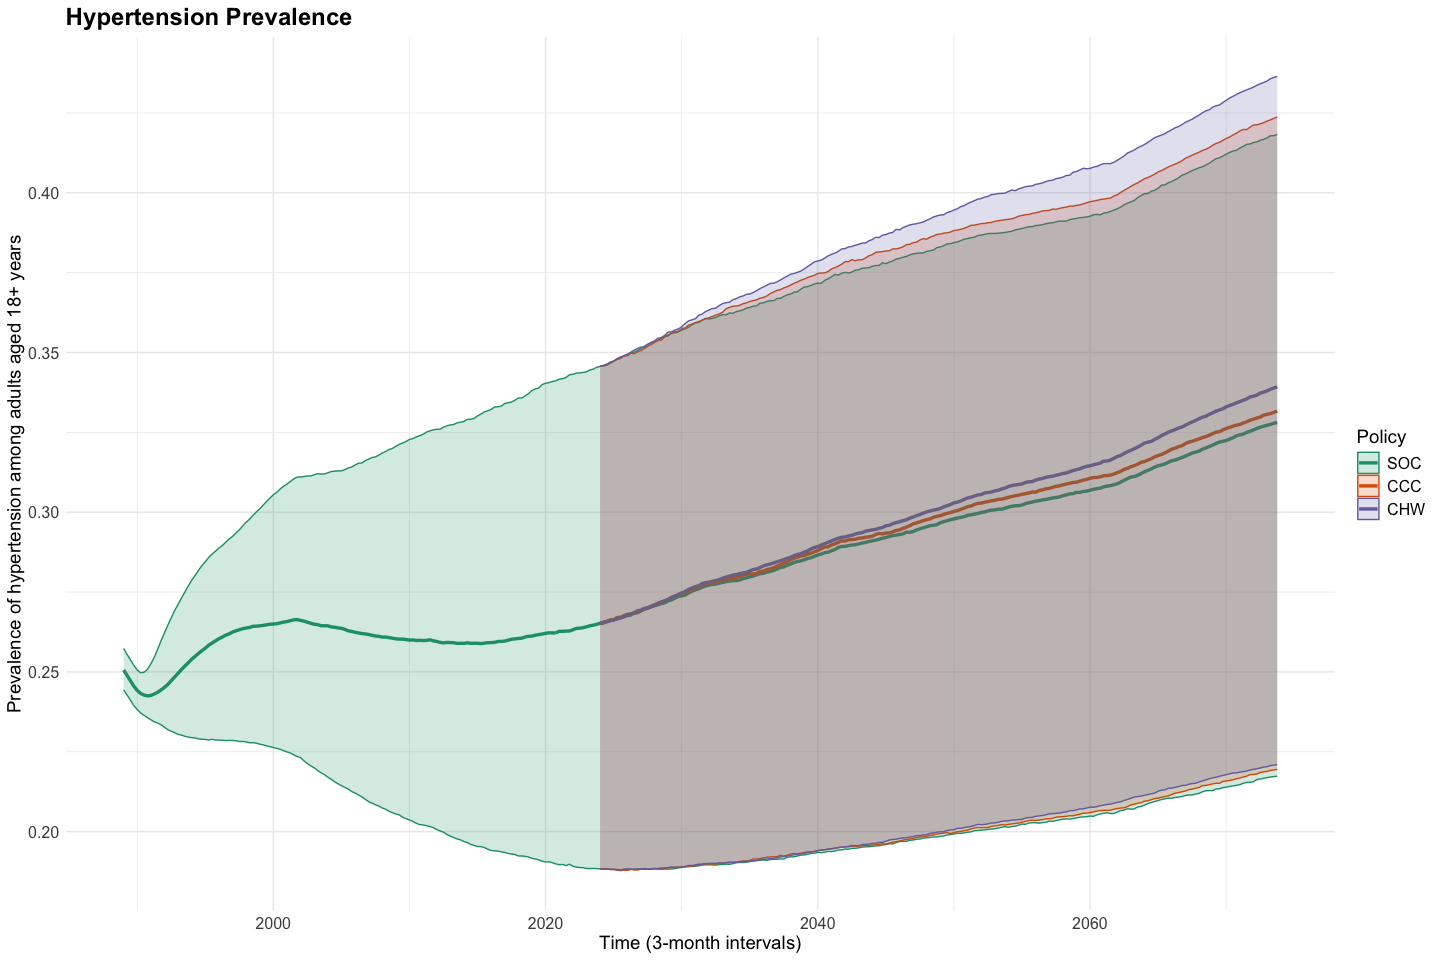 Hypertension Prevalence
Prevalence of hypertension among adults aged 18+ years
0.40
0.35
0.30
0.25
0.20
2000
2020
2040
2060
Time (3-month intervals)
Policy
SOC
CCC
CHW